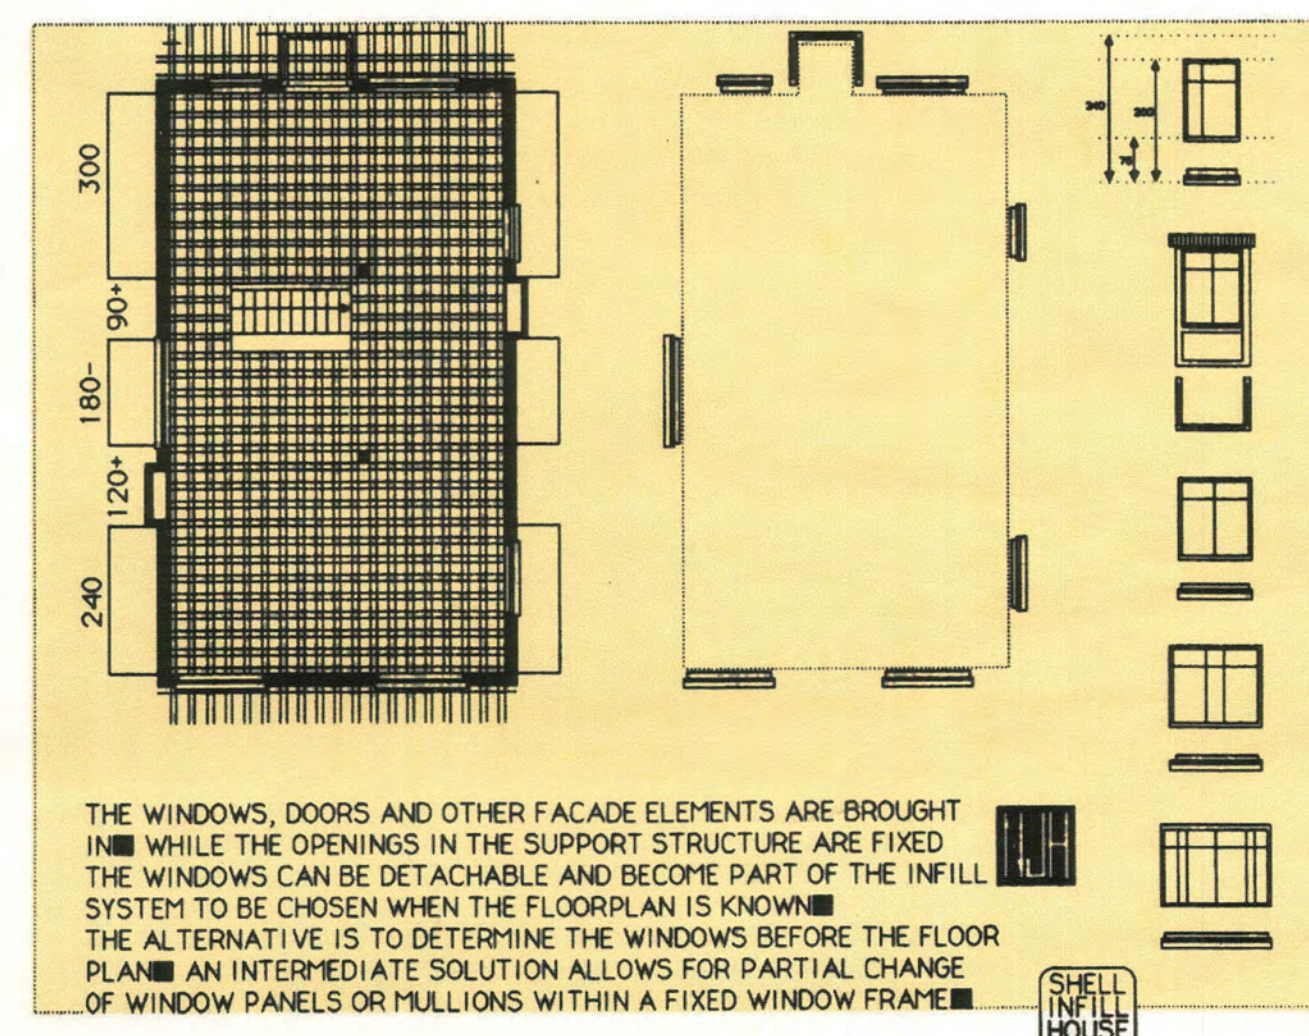 340
200
75
300
90+
180-
120+
240
THE WINDOWS, DOORS AND OTHER FACADE ELEMENTS ARE BROUGHT
IN■ WHILE THE OPENINGS IN THE SUPPORT STRUCTURE ARE FIXED
THE WINDOWS CAN BE DETACHABLE AND BECOME PART OF THE INFILL
SYSTEM TO BE CHOSEN WHEN THE FLOORPLAN IS KNOWN■
THE ALTERNATIVE IS TO DETERMINE THE WINDOWS BEFORE THE FLOOR
PLAN■ AN INTERMEDIATE SOLUTION ALLOWS FOR PARTIAL CHANGE
OF WINDOW PANELS OR MULLIONS WITHIN A FIXED WINDOW FRAME■
SHELL
INFILL
HOUSE